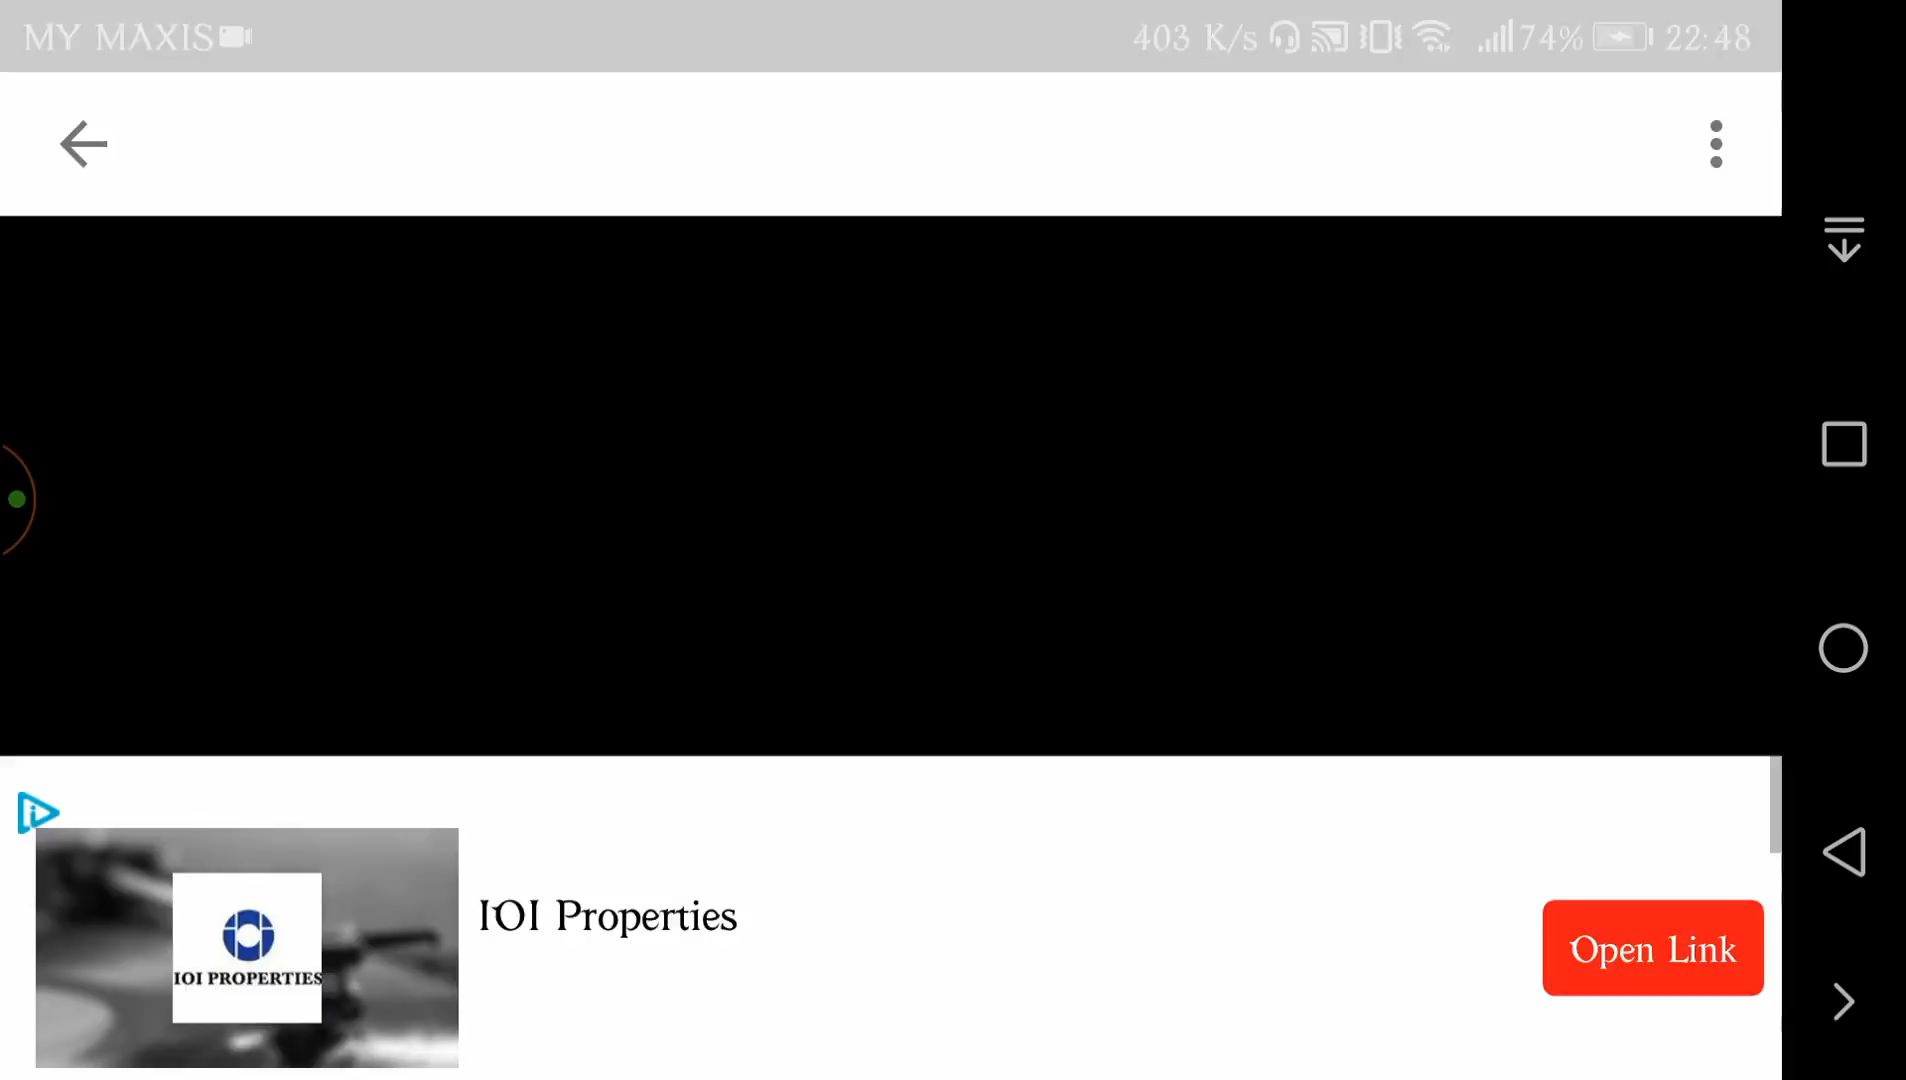 MY MAXIS
403 K/s 74% 22:48
IOI PROPERTIES
IOI Properties
Open Link